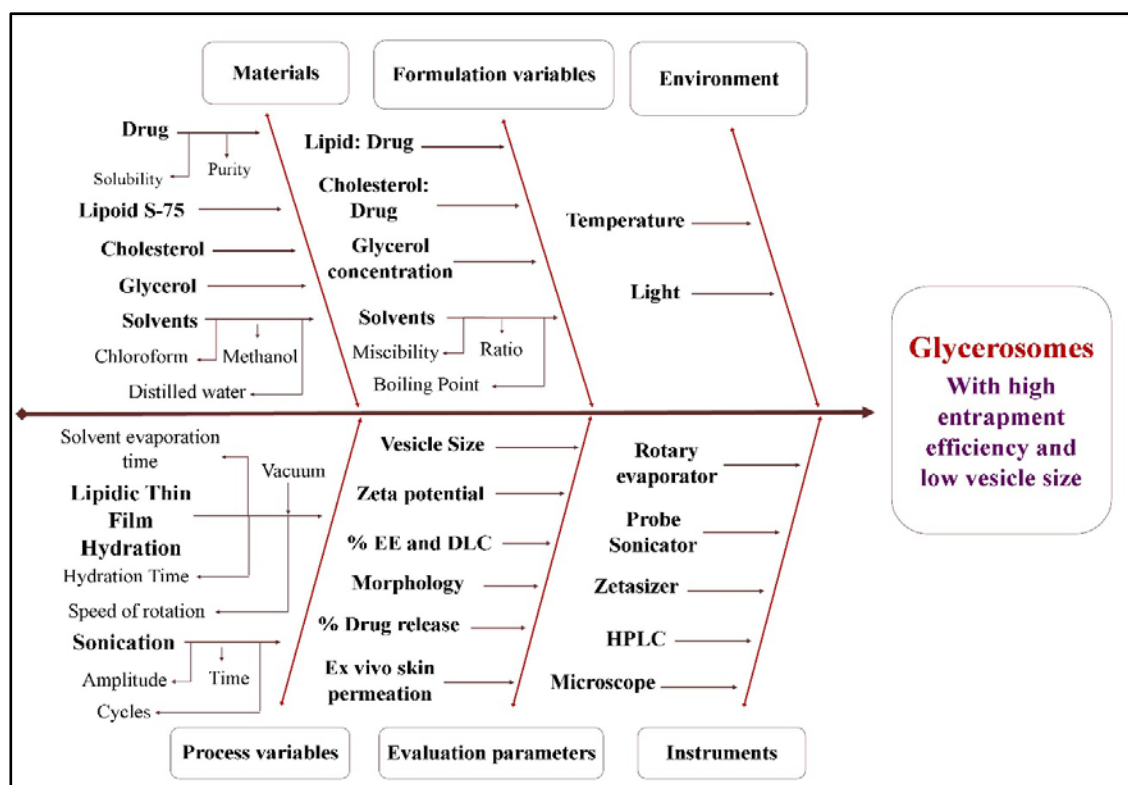 Materials
Formulation variables
Environment
Drug
Solubility
Purity
Lipoid S-75
Cholesterol
Glycerol
Solvents
Chloroform
Methanol
Distilled water
Lipid: Drug
Cholesterol:
Drug
Glycerol
concentration
Solvents
Miscibility
Ratio
Boiling Point
Temperature
Light
Glycerosomes
With high
entrapment
efficiency and
low vesicle size
Solvent evaporation
time
Vacuum
Lipidic Thin
Film
Hydration
Hydration Time
Speed of rotation
Sonication
Amplitude
Time
Cycles
Vesicle Size
Zeta potential
% EE and DLC
Morphology
% Drug release
Ex vivo skin
permeation
Rotary
evaporator
Probe
Sonicator
Zetasizer
HPLC
Microscope
Process variables
Evaluation parameters
Instruments